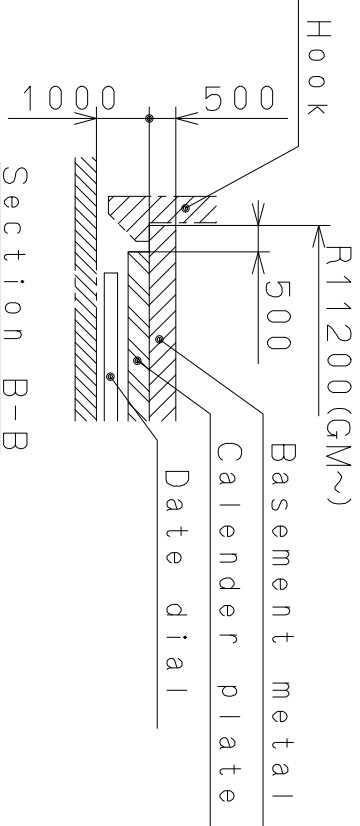 Hook
R11200(GM~)
500
500
1000
Basement metal
Calender plate
Date dial
Section B-B